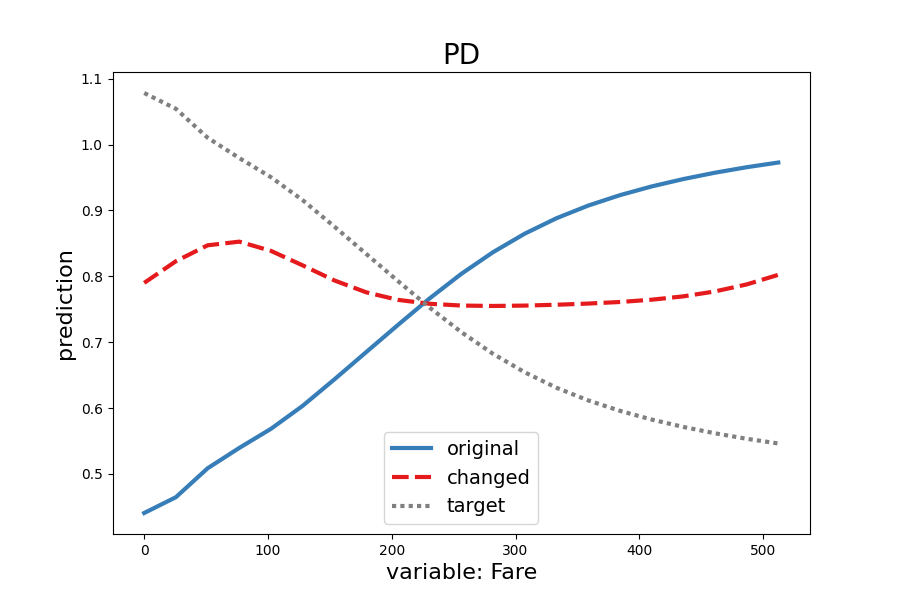 PD
1.1
1.0
0.9
0.8
0.7
0.6
0.5
prediction
original
changed
target
0 100 200 300 400 500
variable: Fare